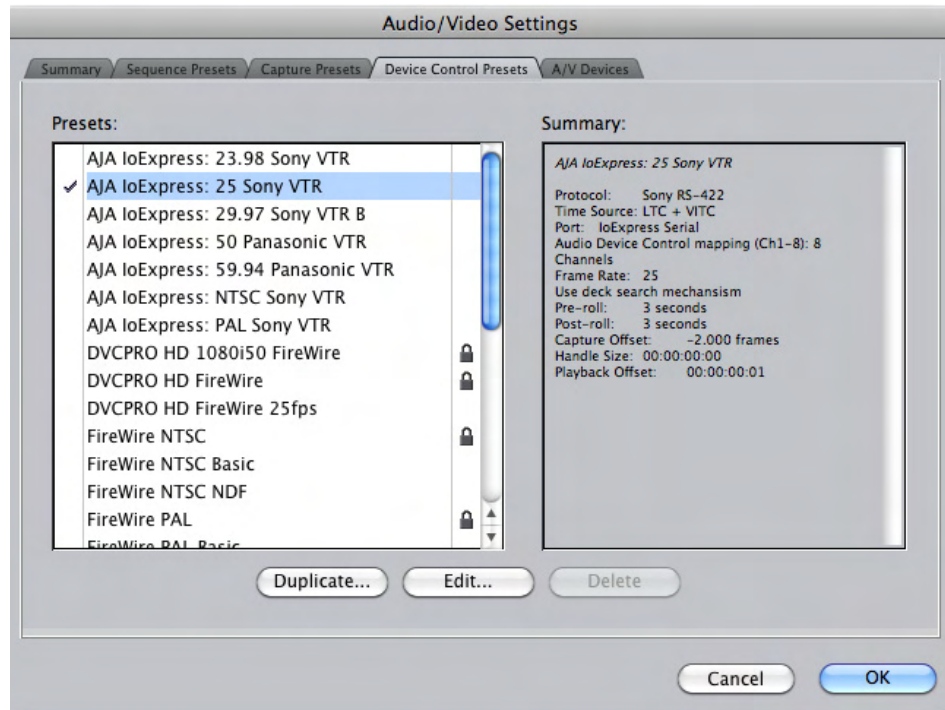 Audio/Video Settings
Summary
Sequence Presets
Capture Presets
Device Control Presets
A/V Devices
Presets:
AJA IoExpress: 23.98 Sony VTR
AJA IoExpress: 25 Sony VTR
AJA IoExpress: 29.97 Sony VTR B
AJA IoExpress: 50 Panasonic VTR
AJA IoExpress: 59.94 Panasonic VTR
AJA IoExpress: NTSC Sony VTR
AJA IoExpress: PAL Sony VTR
DVCPRO HD 1080i50 FireWire
DVCPRO HD FireWire
DVCPRO HD FireWire 25fps
FireWire NTSC
FireWire NTSC Basic
FireWire NTSC NDF
FireWire PAL
FireWire PAL Basic
Summary:
AJA IoExpress: 25 Sony VTR
Protocol: Sony RS-422
Time Source: LTC + VITC
Port: IoExpress Serial
Audio Device Control mapping (Ch1-8): 8
Channels
Frame Rate: 25
Use deck search mechansism
Pre-roll: 3 seconds
Post-roll: 3 seconds
Capture Offset: -2.000 frames
Handle Size: 00:00:00:00
Playback Offset: 00:00:00:01
Duplicate...
Edit...
Delete
Cancel
OK